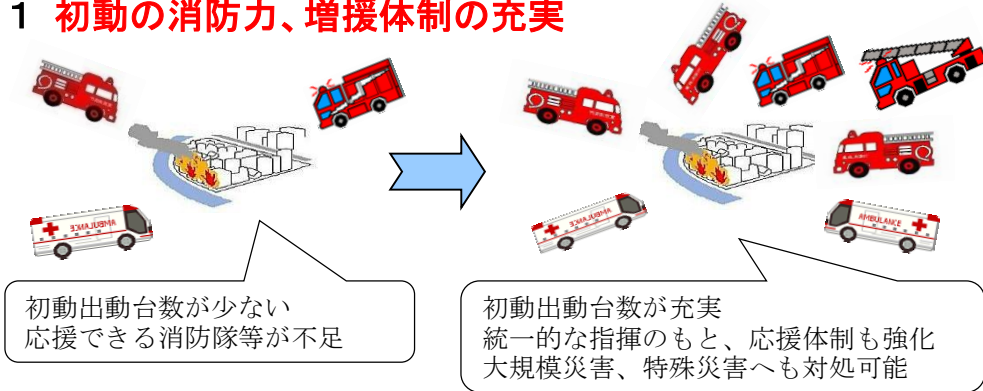 1 初動の消防力、増援体制の充実
AMBULANCE
AMBULANCE
AMBULANCE
初動出動台数が少ない
応援できる消防隊等が不足
初動出動台数が充実
統一的な指揮のもと、応援体制も強化
大規模災害、特殊災害へも対処可能